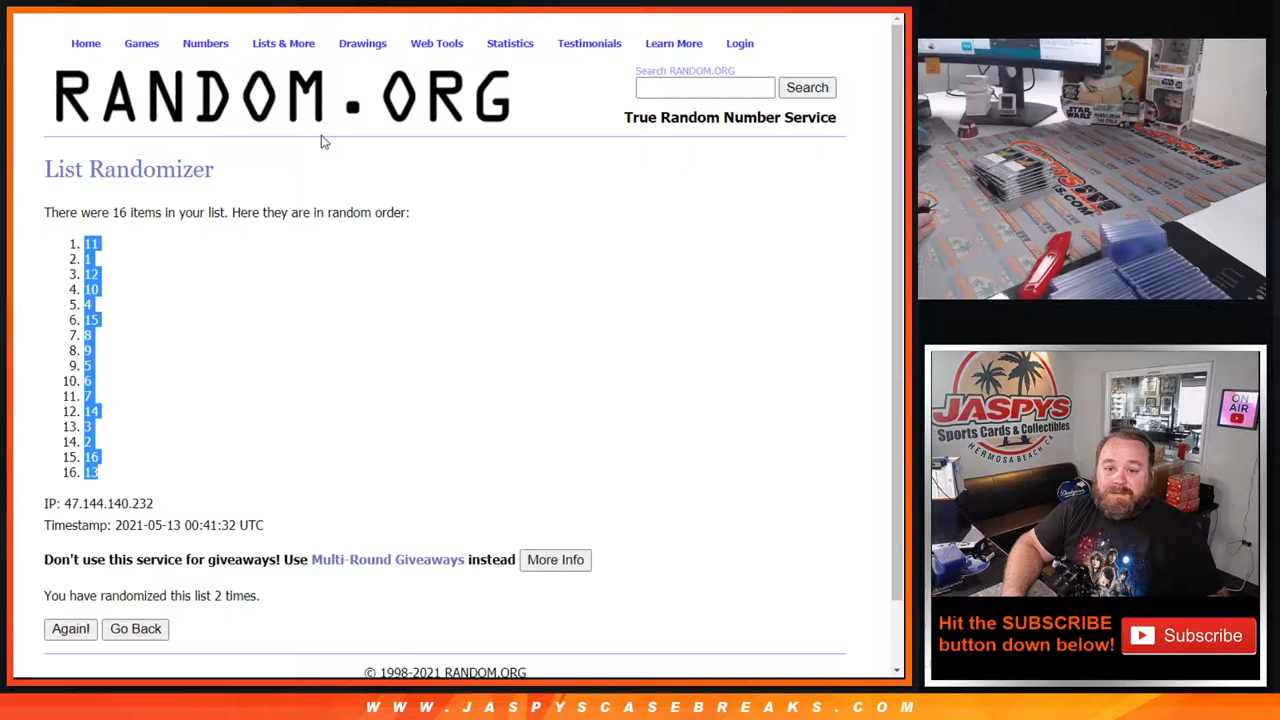 Home Games Numbers Lists & More Drawings Web Tools Statistics Testimonials Learn More Login
RANDOM.ORG
Search RANDOM.ORG
Search
True Random Number Service
List Randomizer
There were 16 items in your list. Here they are in random order:
1. 11
2. 1
3. 12
4. 10
5. 4
6. 15
7. 8
8. 9
9. 5
10. 6
11. 7
12. 14
13. 3
14. 2
15. 16
16. 13
IP: 47.144.140.232
Timestamp: 2021-05-13 00:41:32 UTC
Don't use this service for giveaways! Use Multi-Round Giveaways instead More Info
You have randomized this list 2 times.
Again! Go Back
© 1998-2021 RANDOM.ORG
STAR WARS
JASPYS
Sports Cards & Collectibles
HERMOSA BEACH CA
ON AIR
Dodgers
Hit the SUBSCRIBE
button down below!
Subscribe
WWW.JASPYSCASEBREAKS.COM